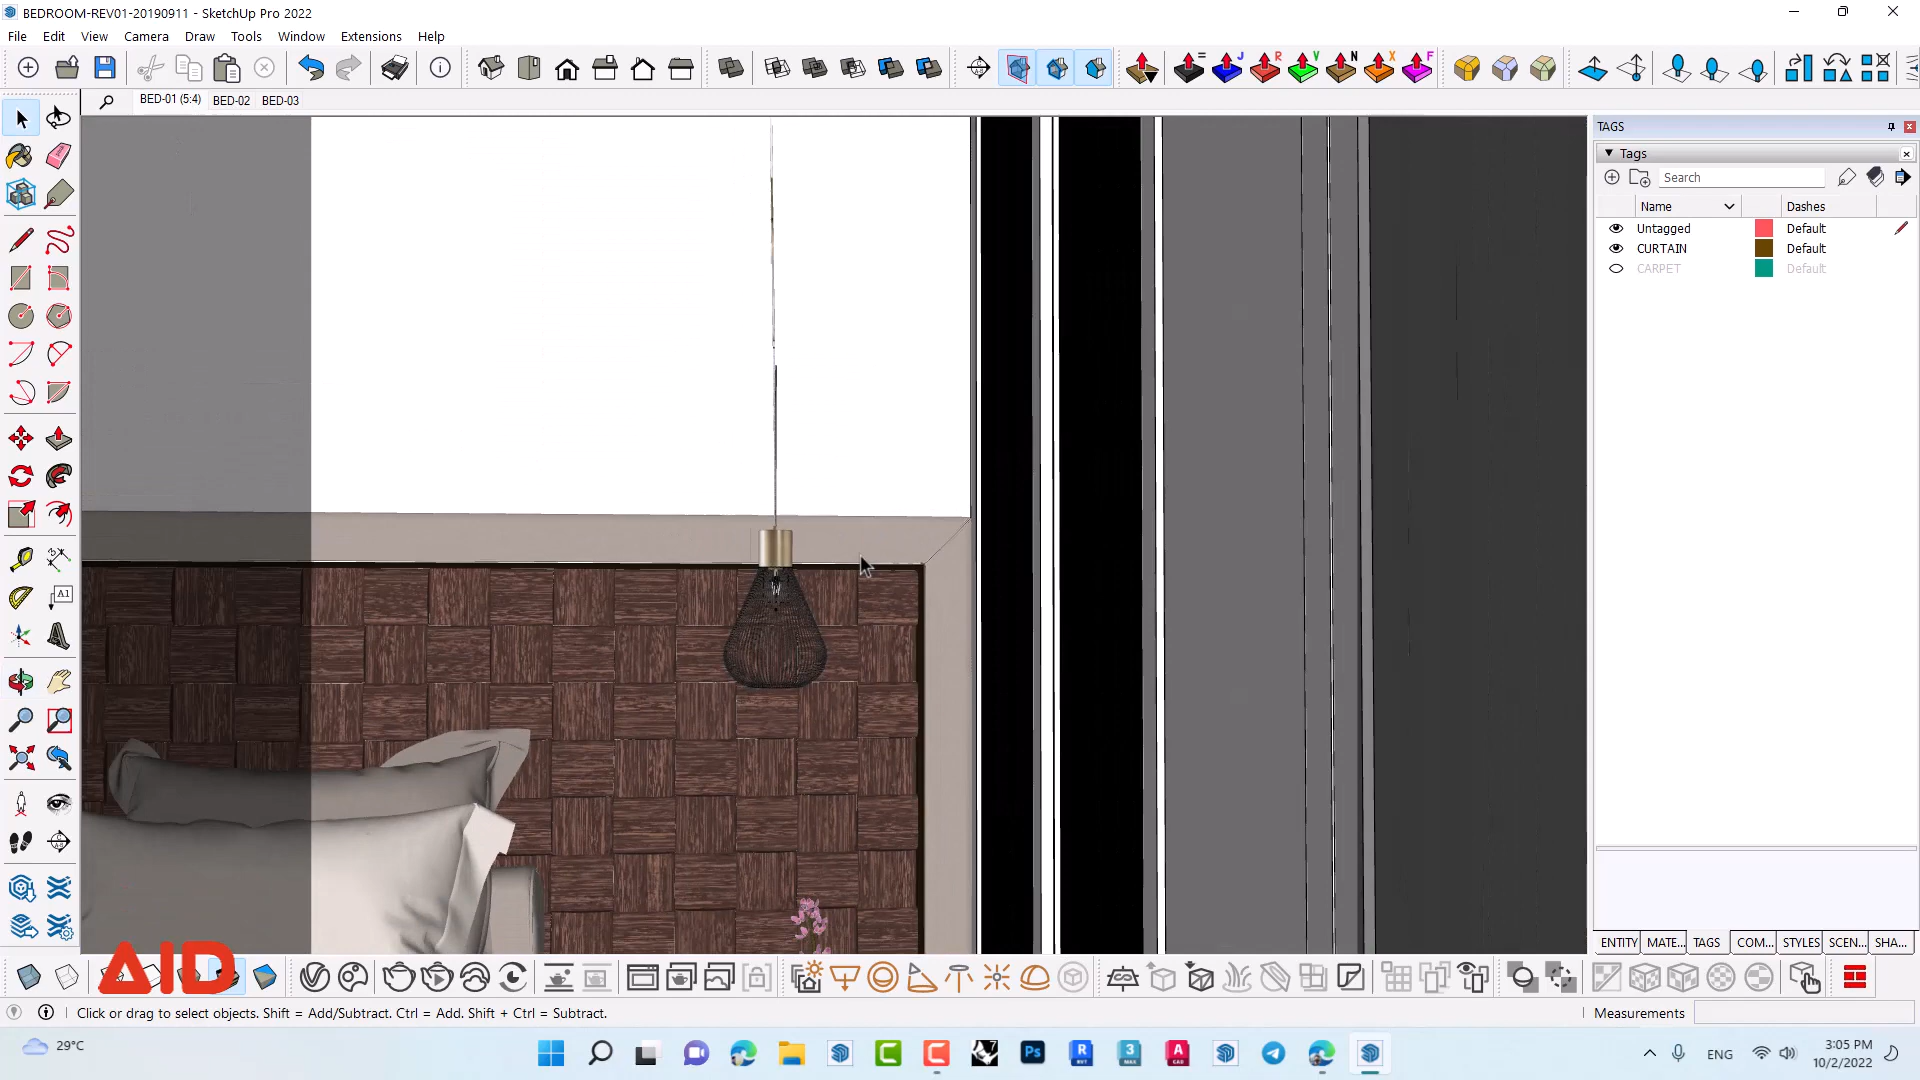 BEDROOM-REV01-20190911 - SketchUp Pro 2022
File Edit View Camera Draw Tools Window Extensions Help
BED-01 (5:4) BED-02 BED-03
TAGS
Tags
Search
Name Dashes
Untagged Default
CURTAIN Default
CARPET Default
ENTITY MATE... TAGS COM... STYLES SCEN... SHA...
AID
Click or drag to select objects. Shift = Add/Subtract. Ctrl = Add. Shift + Ctrl = Subtract.
Measurements
29°C
ENG
3:05 PM
10/2/2022